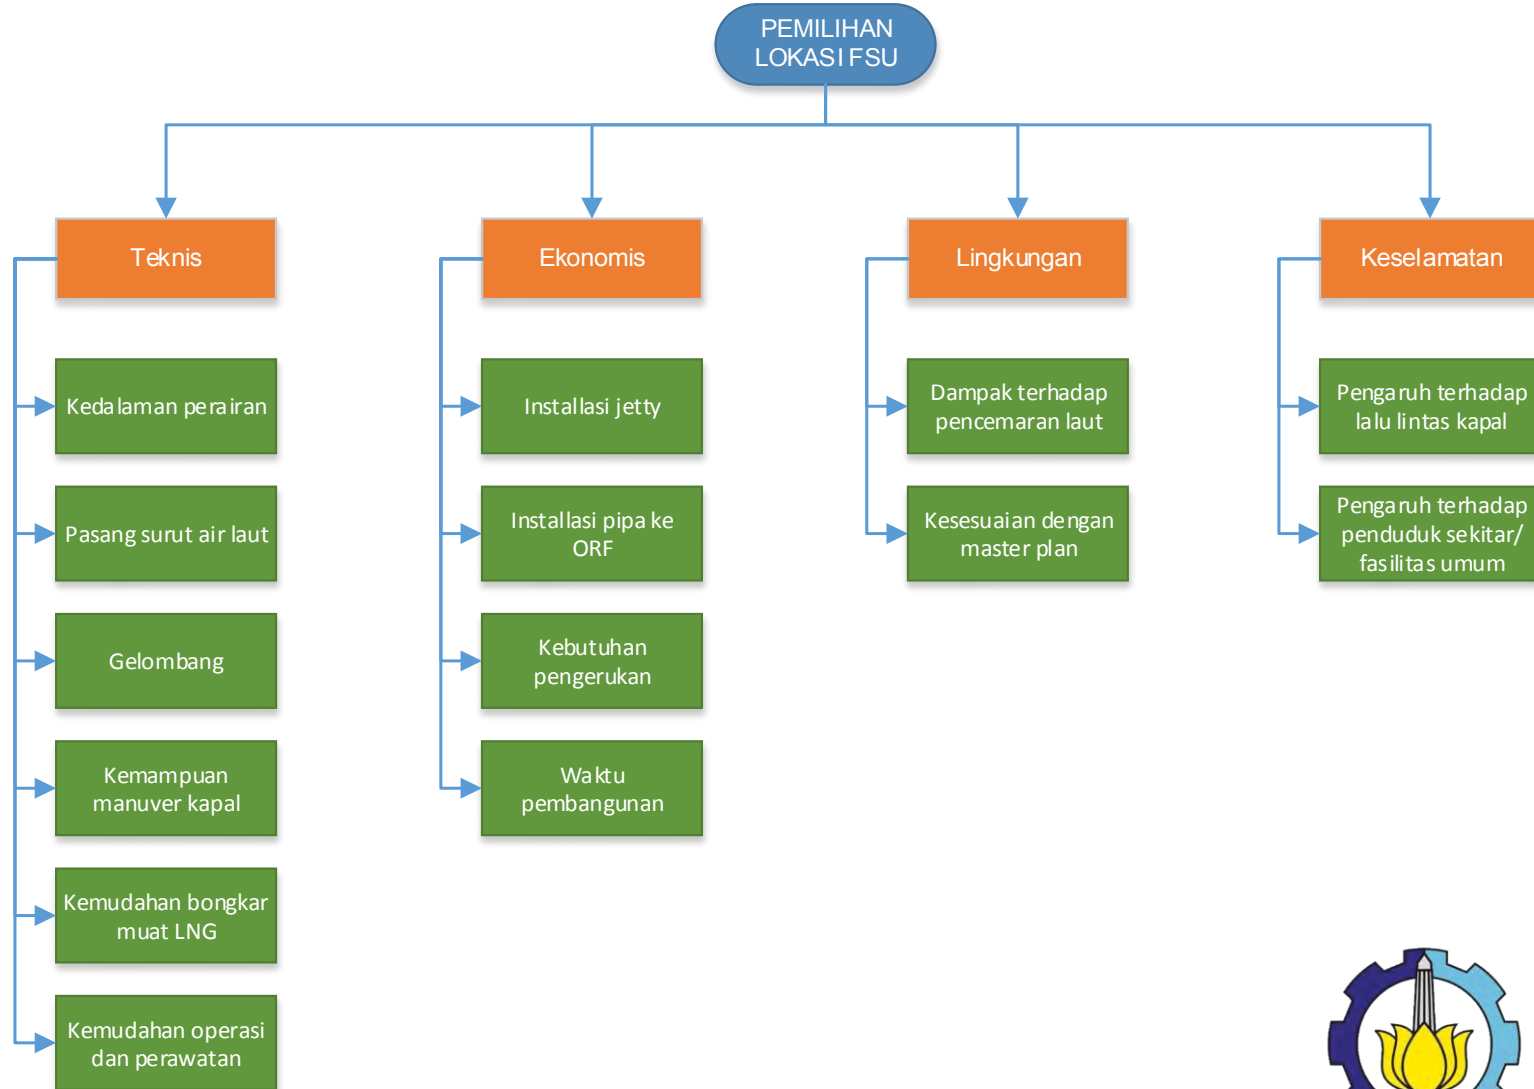 PEMILIHAN
LOKASI FSU
Teknis
Ekonomis
Lingkungan
Keselamatan
Kedalaman perairan
Pasang surut air laut
Gelombang
Kemampuan
manuver kapal
Kemudahan bongkar
muat LNG
Kemudahan operasi
dan perawatan
Installasi jetty
Installasi pipa ke
ORF
Kebutuhan
pengerukan
Waktu
pembangunan
Dampak terhadap
pencemaran laut
Kesesuaian dengan
master plan
Pengaruh terhadap
lalu lintas kapal
Pengaruh terhadap
penduduk sekitar/
fasilitas umum